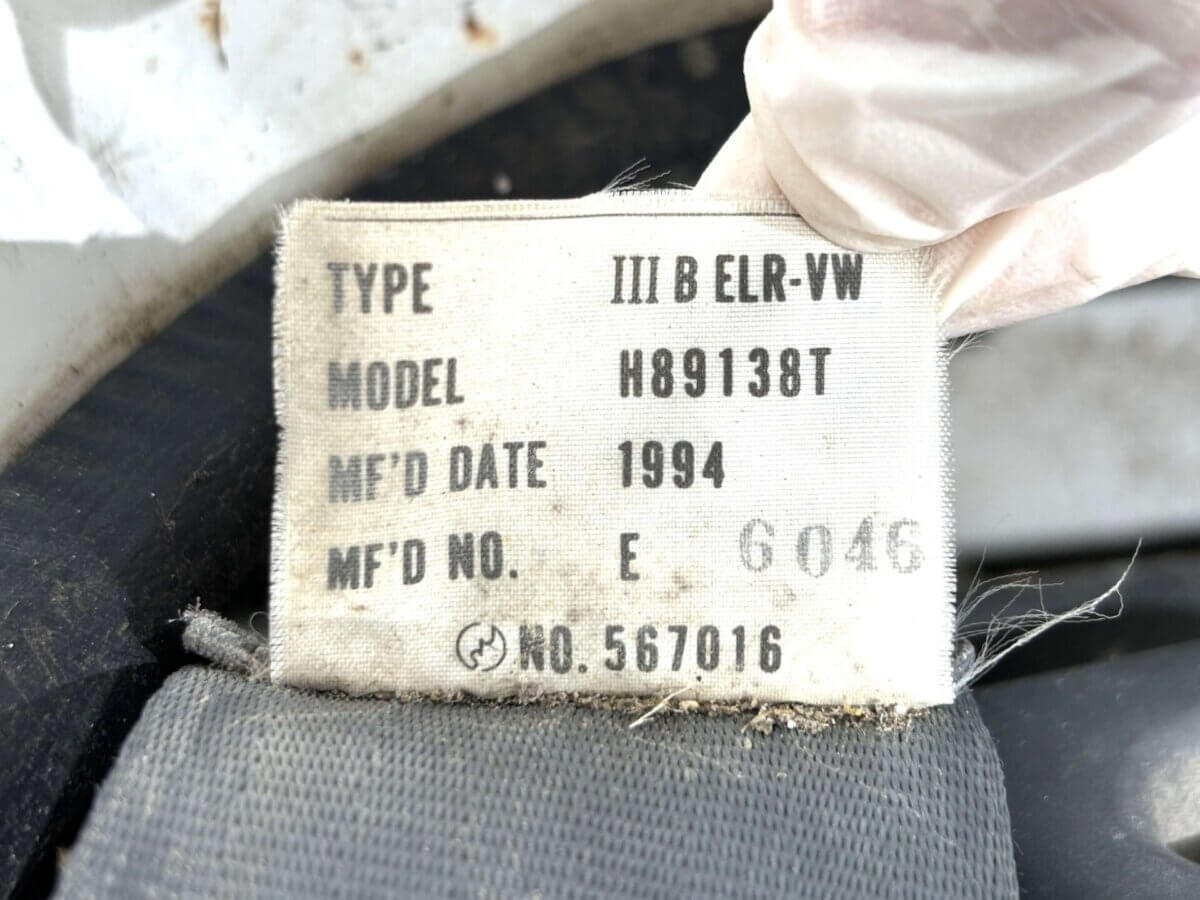 TYPE III B ELR-VW
MODEL H89138T
MF'D DATE 1994
MF'D NO. E 6046
NO. 567016